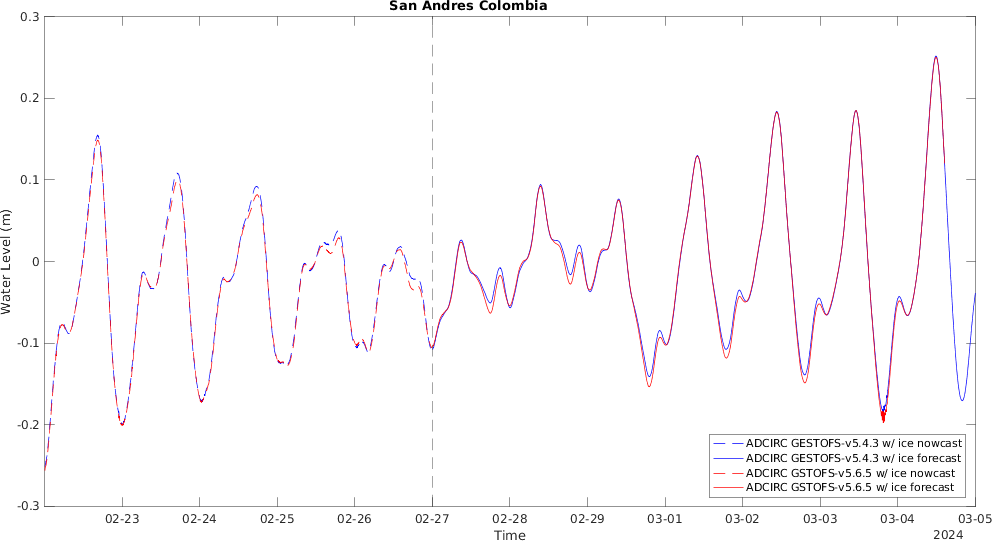 San Andres Colombia
Water Level (m)
0.3
0.2
0.1
0
-0.1
-0.2
-0.3
02-23
02-24
02-25
02-26
02-27
02-28
02-29
03-01
03-02
03-03
03-04
03-05
Time
2024
ADCIRC GESTOFS-v5.4.3 w/ ice nowcast
ADCIRC GESTOFS-v5.4.3 w/ ice forecast
ADCIRC GSTOFS-v5.6.5 w/ ice nowcast
ADCIRC GSTOFS-v5.6.5 w/ ice forecast